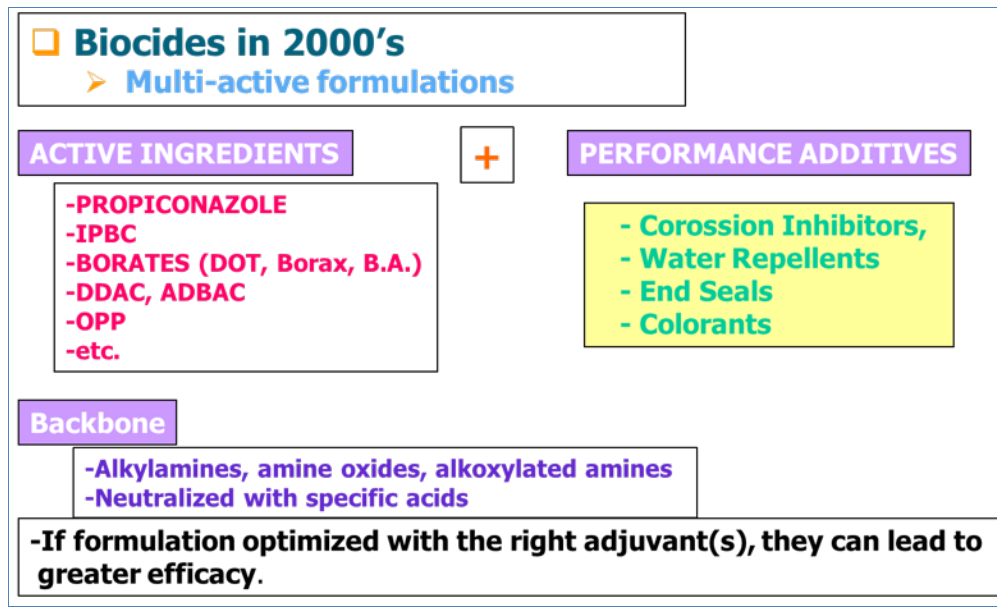 Biocides in 2000's
Multi-active formulations
ACTIVE INGREDIENTS
+
PERFORMANCE ADDITIVES
-PROPICONAZOLE
-IPBC
-BORATES (DOT, Borax, B.A.)
-DDAC, ADBAC
-OPP
-etc.
- Corossion Inhibitors,
- Water Repellents
- End Seals
- Colorants
Backbone
-Alkylamines, amine oxides, alkoxylated amines
-Neutralized with specific acids
-If formulation optimized with the right adjuvant(s), they can lead to
greater efficacy.